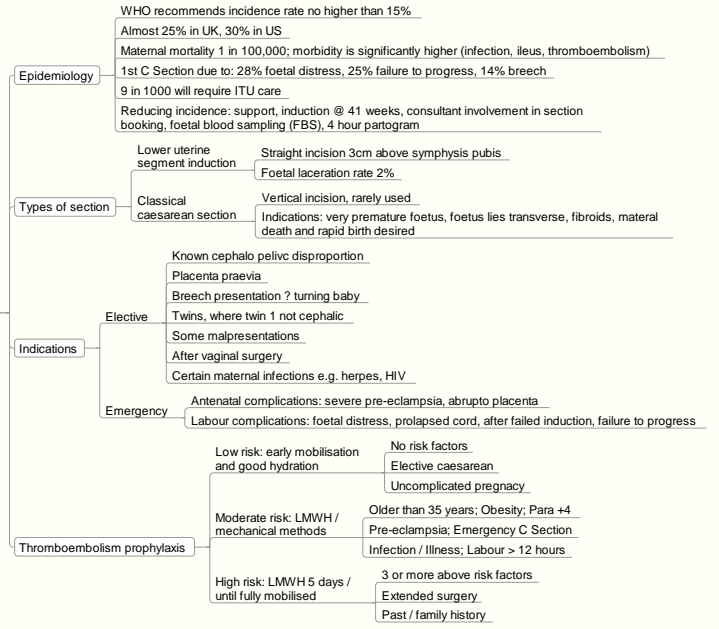 WHO recommends incidence rate no higher than 15%
Almost 25% in UK, 30% in US
Maternal mortality 1 in 100,000; morbidity is significantly higher (infection, ileus, thromboembolism)
Epidemiology
1st C Section due to: 28% foetal distress, 25% failure to progress, 14% breech
9 in 1000 will require ITU care
Reducing incidence: support, induction @ 41 weeks, consultant involvement in section
booking, foetal blood sampling (FBS), 4 hour partogram
Types of section
Lower uterine
segment induction
Straight incision 3cm above symphysis pubis
Foetal laceration rate 2%
Classical
caesarean section
Vertical incision, rarely used
Indications: very premature foetus, foetus lies transverse, fibroids, materal
death and rapid birth desired
Indications
Elective
Known cephalo pelivc disproportion
Placenta praevia
Breech presentation ? turning baby
Twins, where twin 1 not cephalic
Some malpresentations
After vaginal surgery
Certain maternal infections e.g. herpes, HIV
Emergency
Antenatal complications: severe pre-eclampsia, abrupto placenta
Labour complications: foetal distress, prolapsed cord, after failed induction, failure to progress
Thromboembolism prophylaxis
Low risk: early mobilisation
and good hydration
No risk factors
Elective caesarean
Uncomplicated pregnacy
Moderate risk: LMWH /
mechanical methods
Older than 35 years; Obesity; Para +4
Pre-eclampsia; Emergency C Section
Infection / Illness; Labour > 12 hours
High risk: LMWH 5 days /
until fully mobilised
3 or more above risk factors
Extended surgery
Past / family history